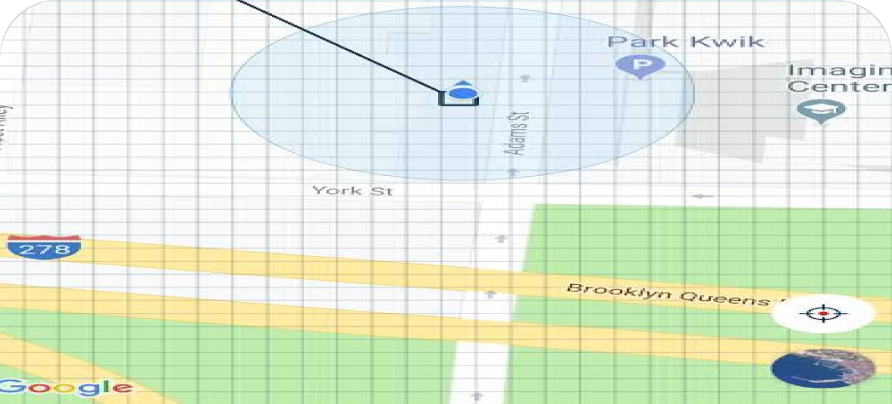 Park Kwik
P
Imagin
Center
Adams St
York St
278
Brooklyn Queens
Google